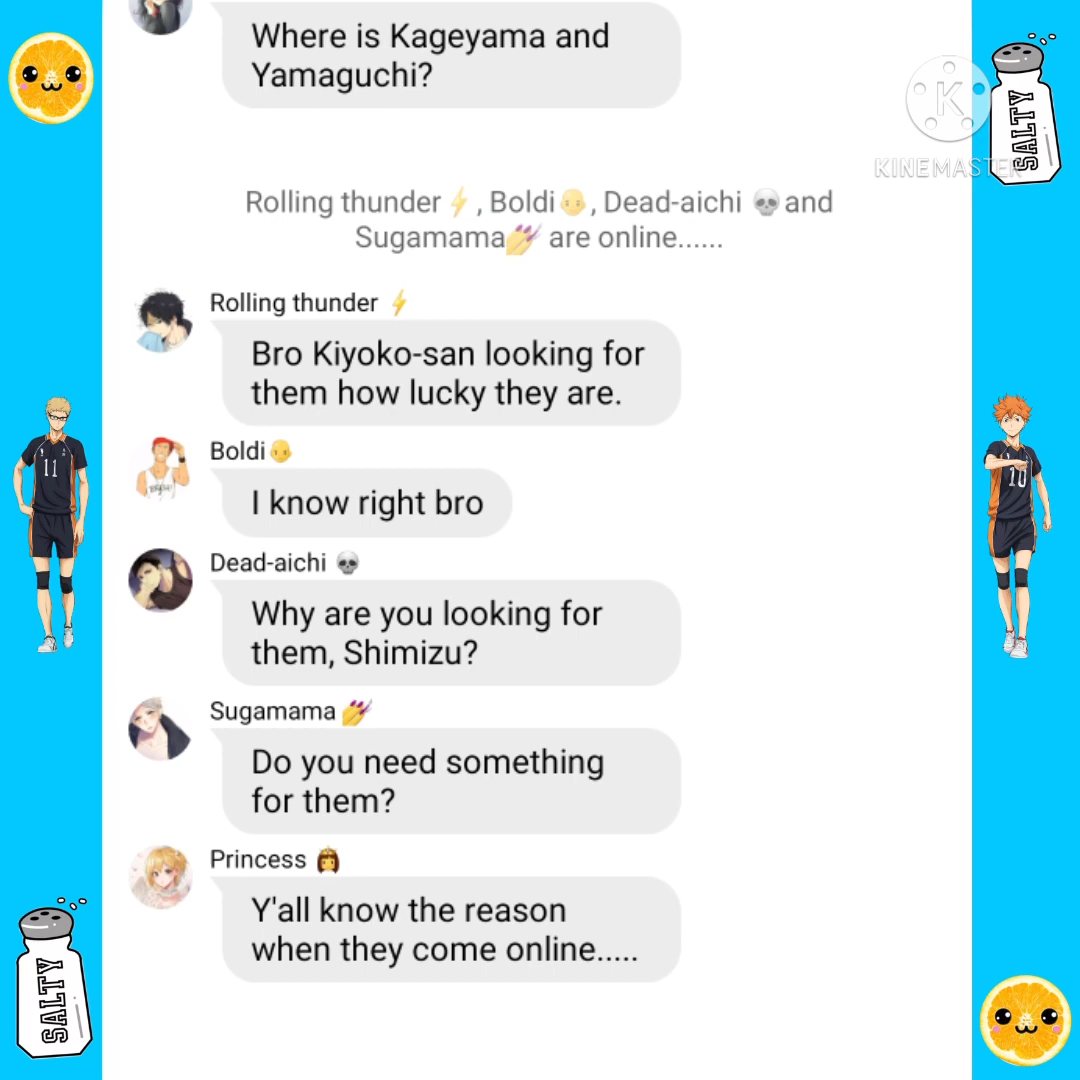 Where is Kageyama and
Yamaguchi?
KINEMASTER
SALTY
Rolling thunder ⚡, Boldi👨‍🦲, Dead-aichi 💀and
Sugamama💅 are online......
Rolling thunder ⚡
Bro Kiyoko-san looking for
them how lucky they are.
Boldi👨‍🦲
I know right bro
11
10
Dead-aichi 💀
Why are you looking for
them, Shimizu?
Sugamama 💅
Do you need something
for them?
Princess 👸
Y'all know the reason
when they come online.....
SALTY